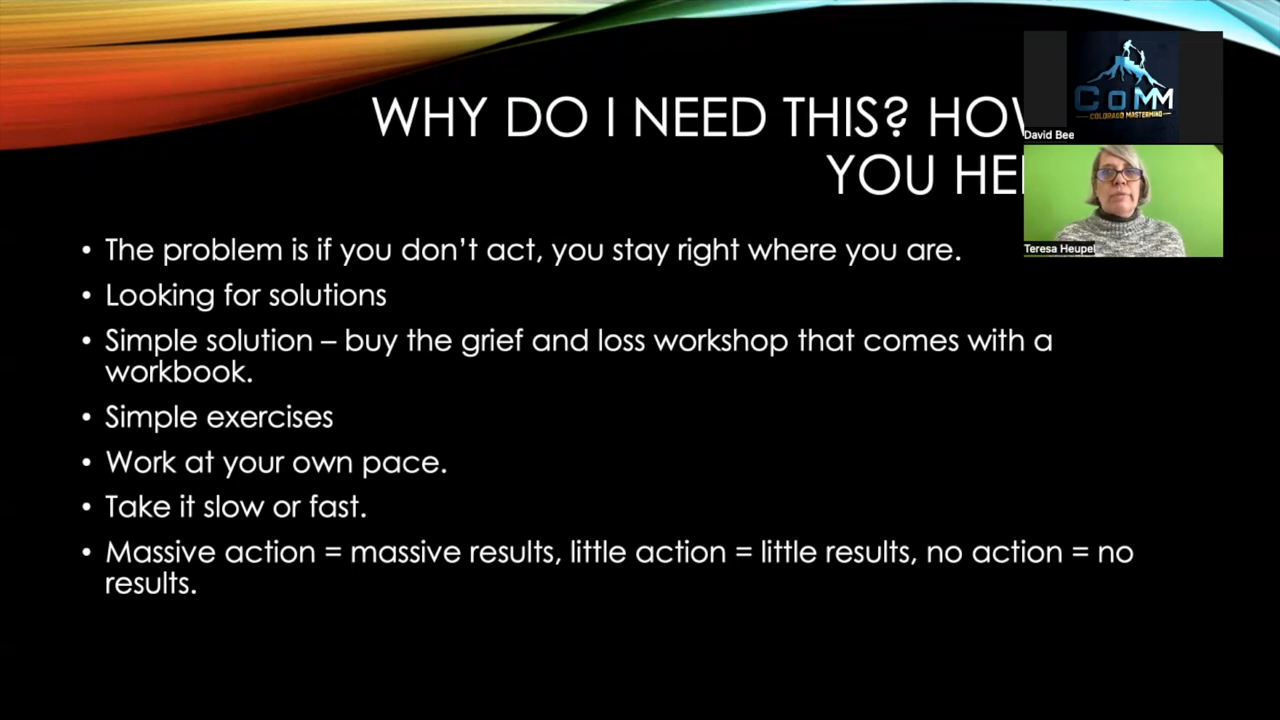 WHY DO I NEED THIS? HOW
YOU HE
• The problem is if you don’t act, you stay right where you are.
• Looking for solutions
• Simple solution – buy the grief and loss workshop that comes with a
workbook.
• Simple exercises
• Work at your own pace.
• Take it slow or fast.
• Massive action = massive results, little action = little results, no action = no
results.
CoMM
COLORADO MASTERMIND
David Bee
Teresa Heupel